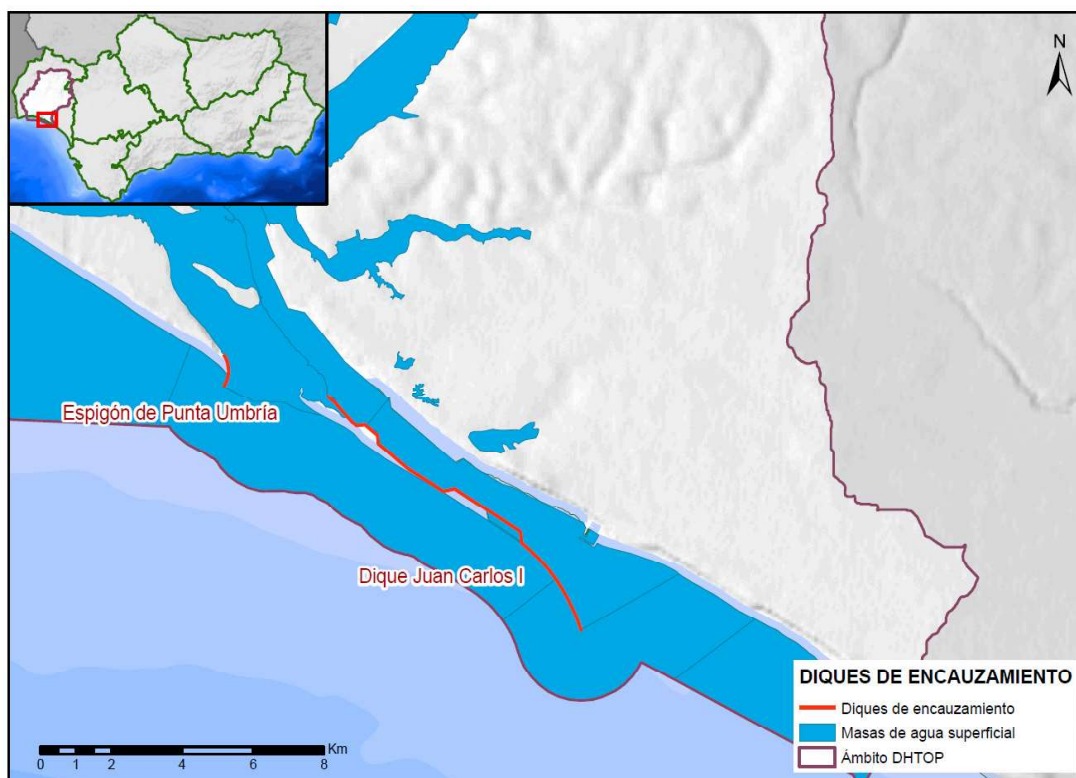 N
Espigón de Punta Umbría
Dique Juan Carlos I
DIQUES DE ENCAUZAMIENTO
Diques de encauzamiento
Masas de agua superficial
Ámbito DHTOP
Km
0 1 2 4 6 8